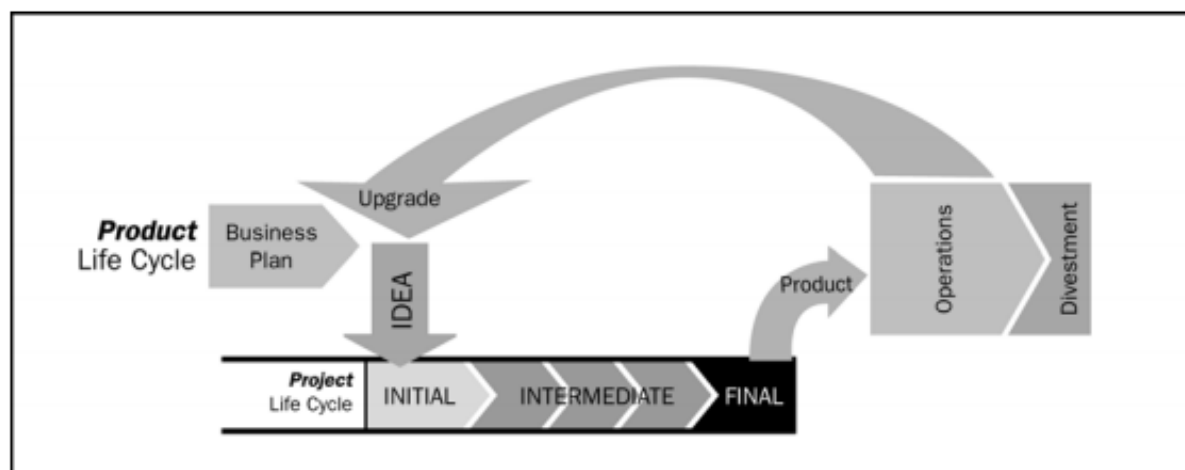 Upgrade
Product
Life Cycle
Business
Plan
IDEA
Product
Operations
Divestment
Project
Life Cycle
INITIAL
INTERMEDIATE
FINAL